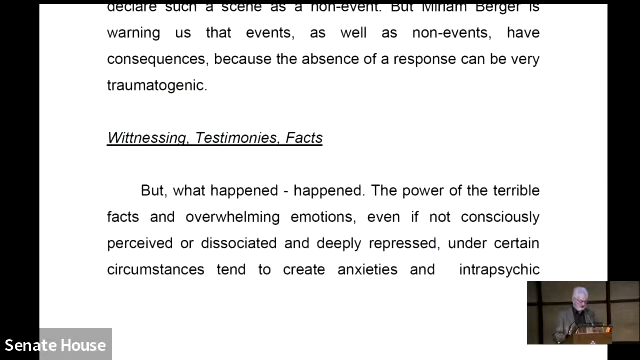 declare such a scene as a non-event. But Miriam Berger is
warning us that events, as well as non-events, have
consequences, because the absence of a response can be very
traumatogenic.
Wittnessing, Testimonies, Facts
But, what happened - happened. The power of the terrible
facts and overwhelming emotions, even if not consciously
perceived or dissociated and deeply repressed, under certain
circumstances tend to create anxieties and intrapsychic
Senate House